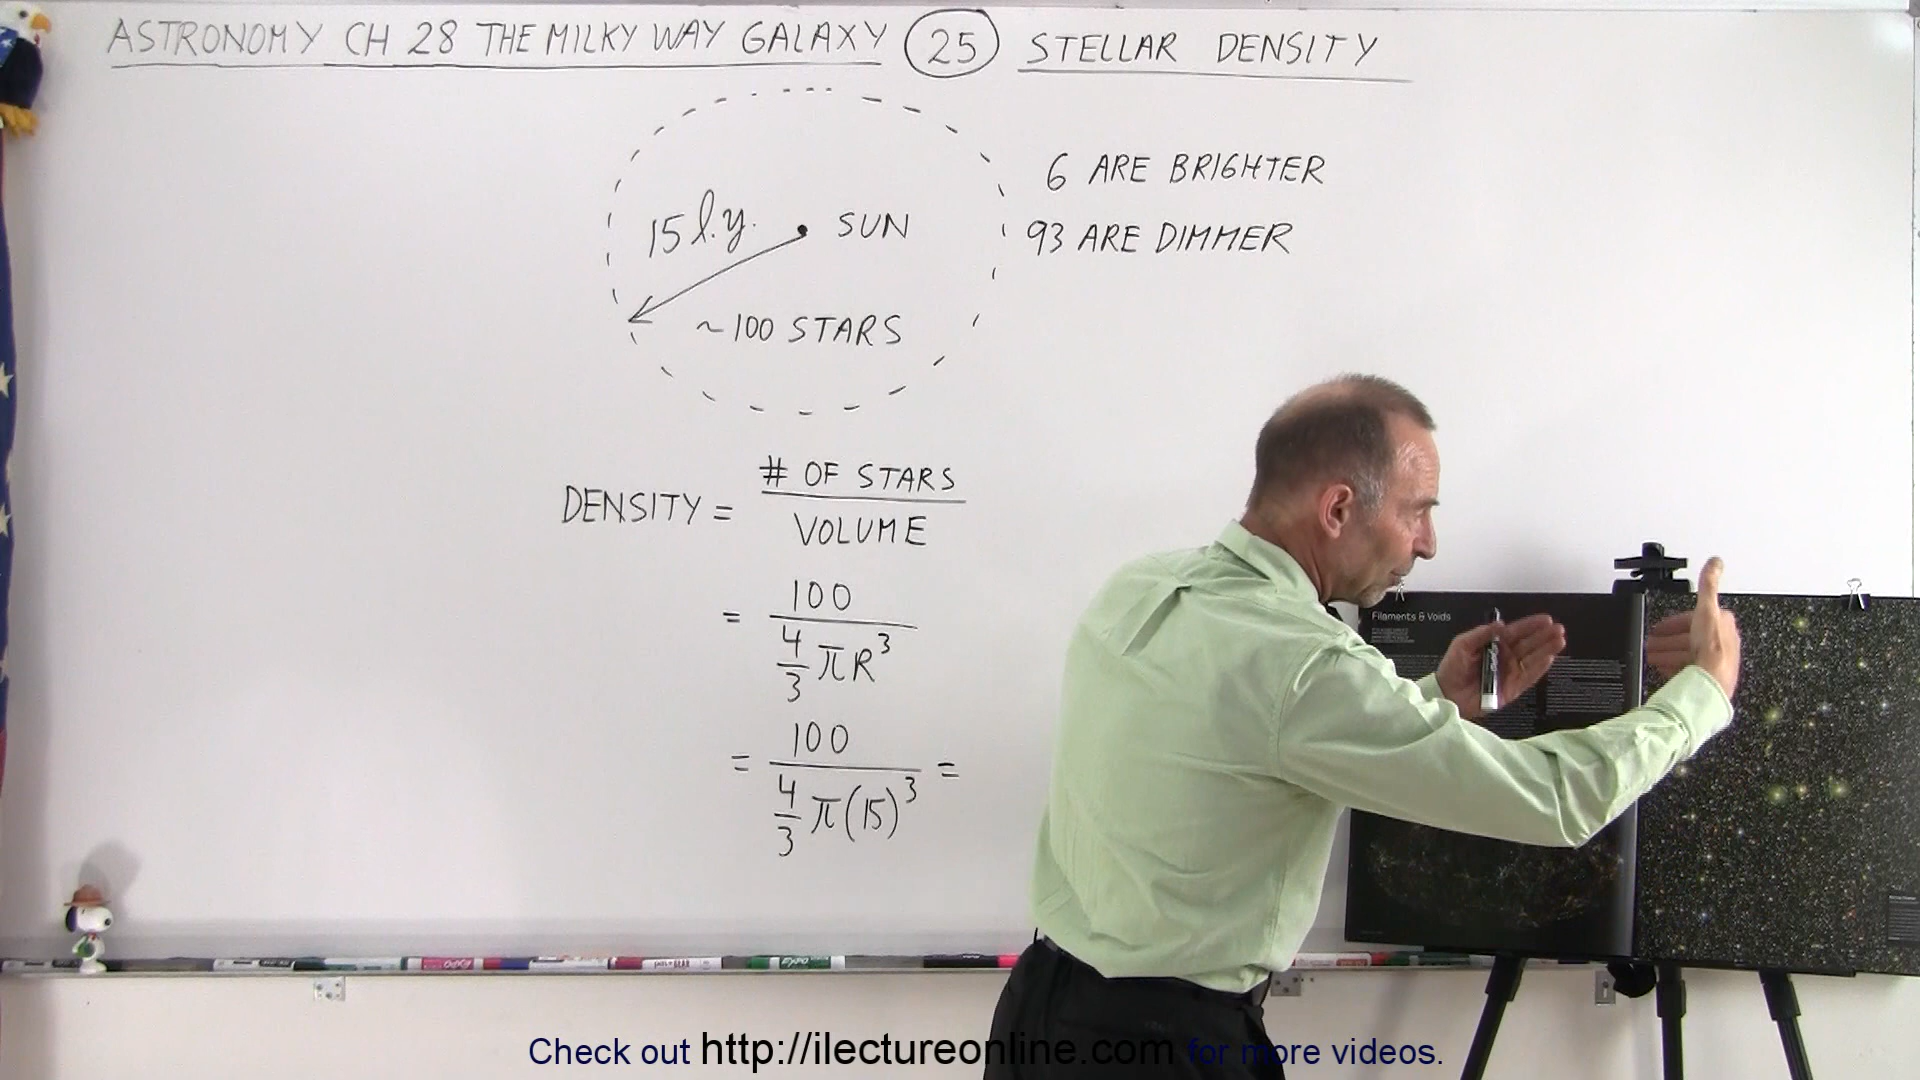 ASTRONOMY CH 28 THE MILKY WAY GALAXY 25 STELLAR DENSITY
6 ARE BRIGHTER
93 ARE DIMMER
15 l.y.
SUN
~100 STARS
DENSITY = # OF STARS / VOLUME
= 100 / 4/3 πR³
= 100 / 4/3 π(15)³ =
Filaments & Voids
EXPO
Check out http://ilectureonline.com for more videos.